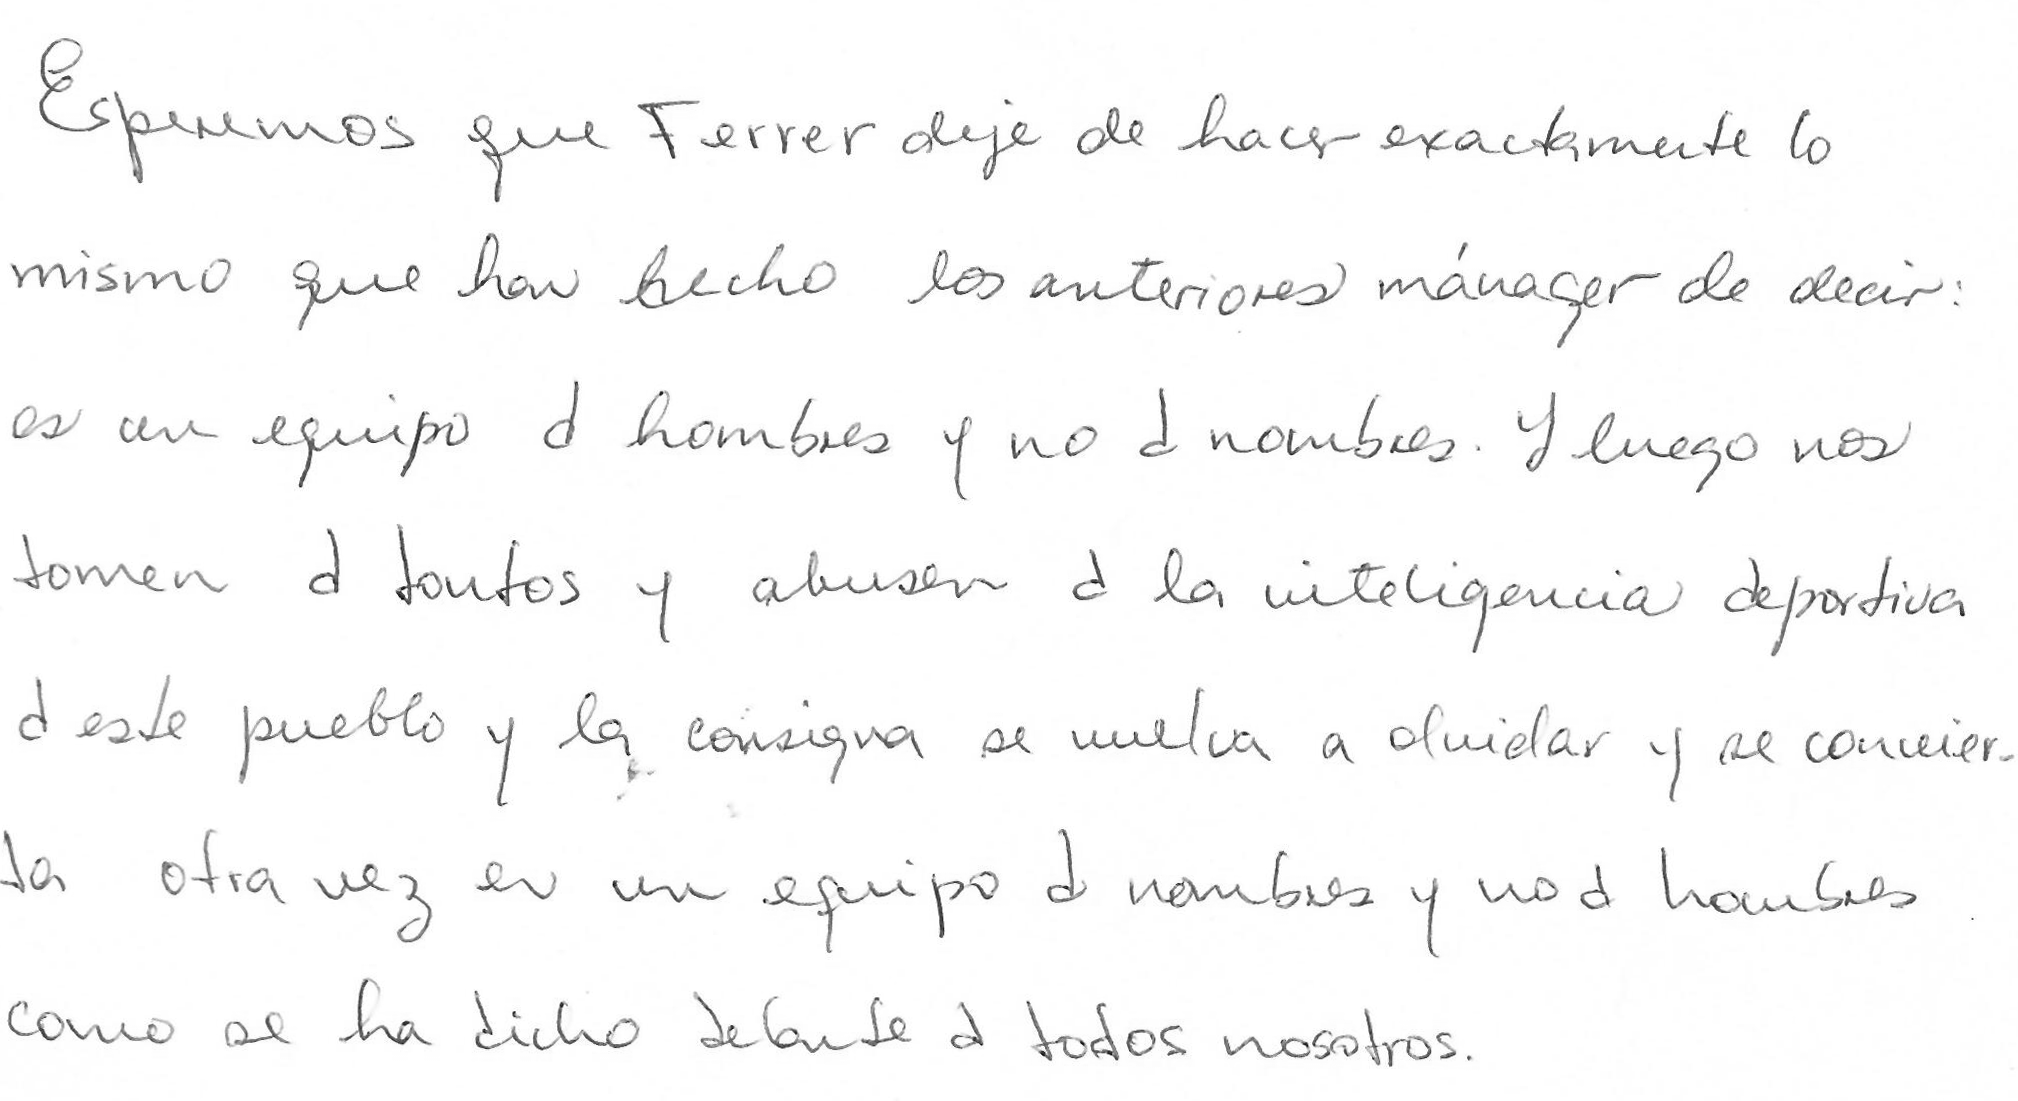 Esperemos que Ferrer deje de hacer exactamente lo
mismo que han hecho los anteriores mánager de decir:
es un equipo d hombres y no d nombres. Y luego nos
tomen d tontos y abusen d la inteligencia deportiva
d este pueblo y la consigna se vuelva a olvidar y se convier-
ta otra vez en un equipo d nombres y no d hombres
como se ha dicho delante d todos nosotros.